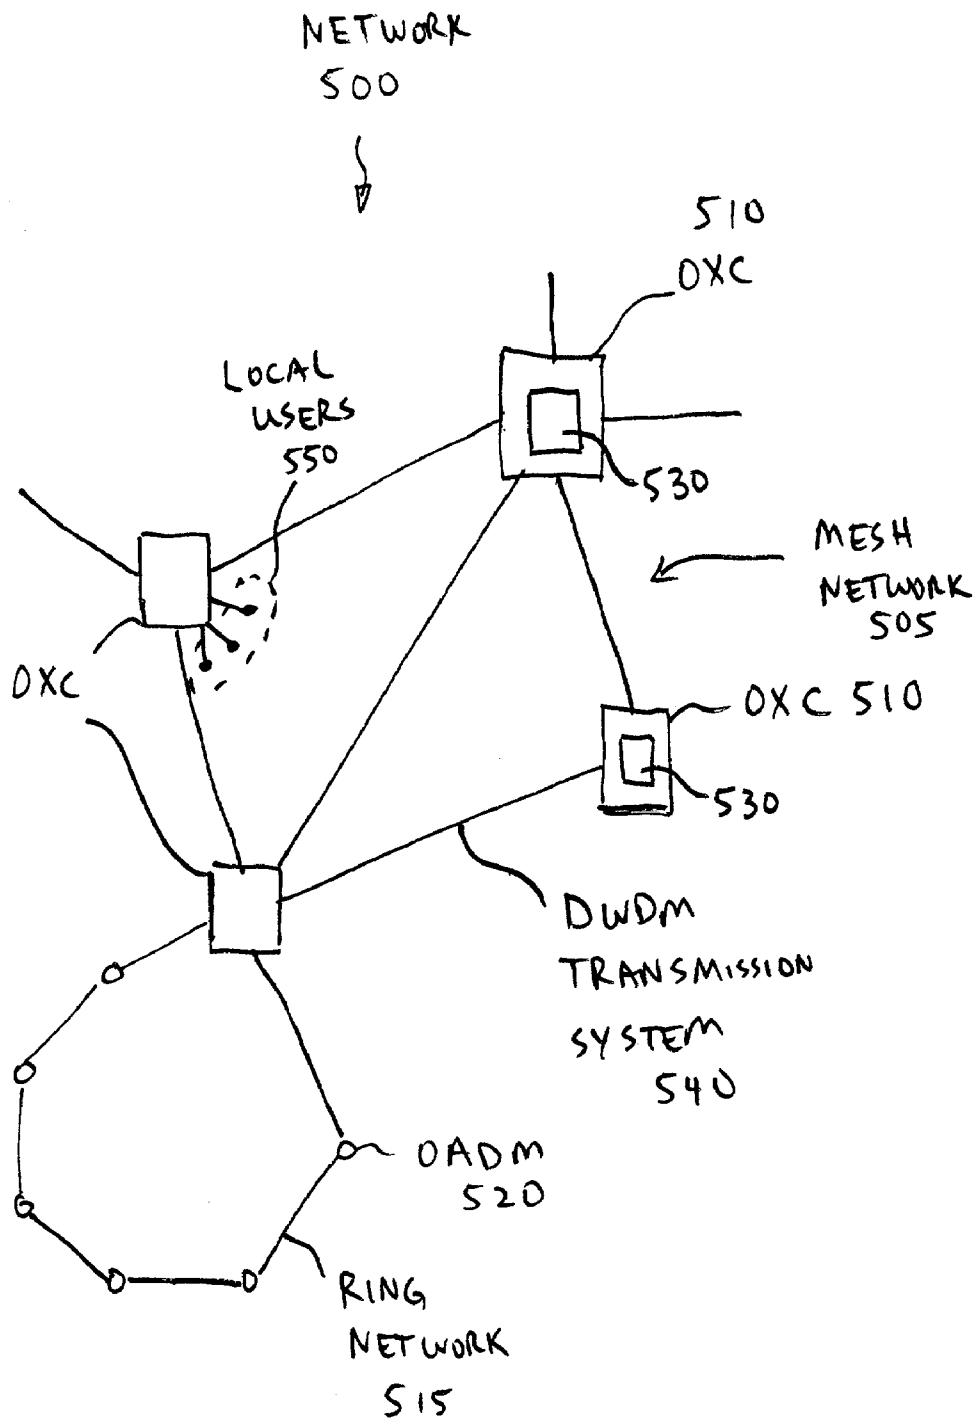 NETWORK
500
510
OXC
LOCAL
USERS
550
530
MESH
NETWORK
505
OXC
OXC 510
530
DWDM
TRANSMISSION
SYSTEM
540
OADM
520
RING
NETWORK
515